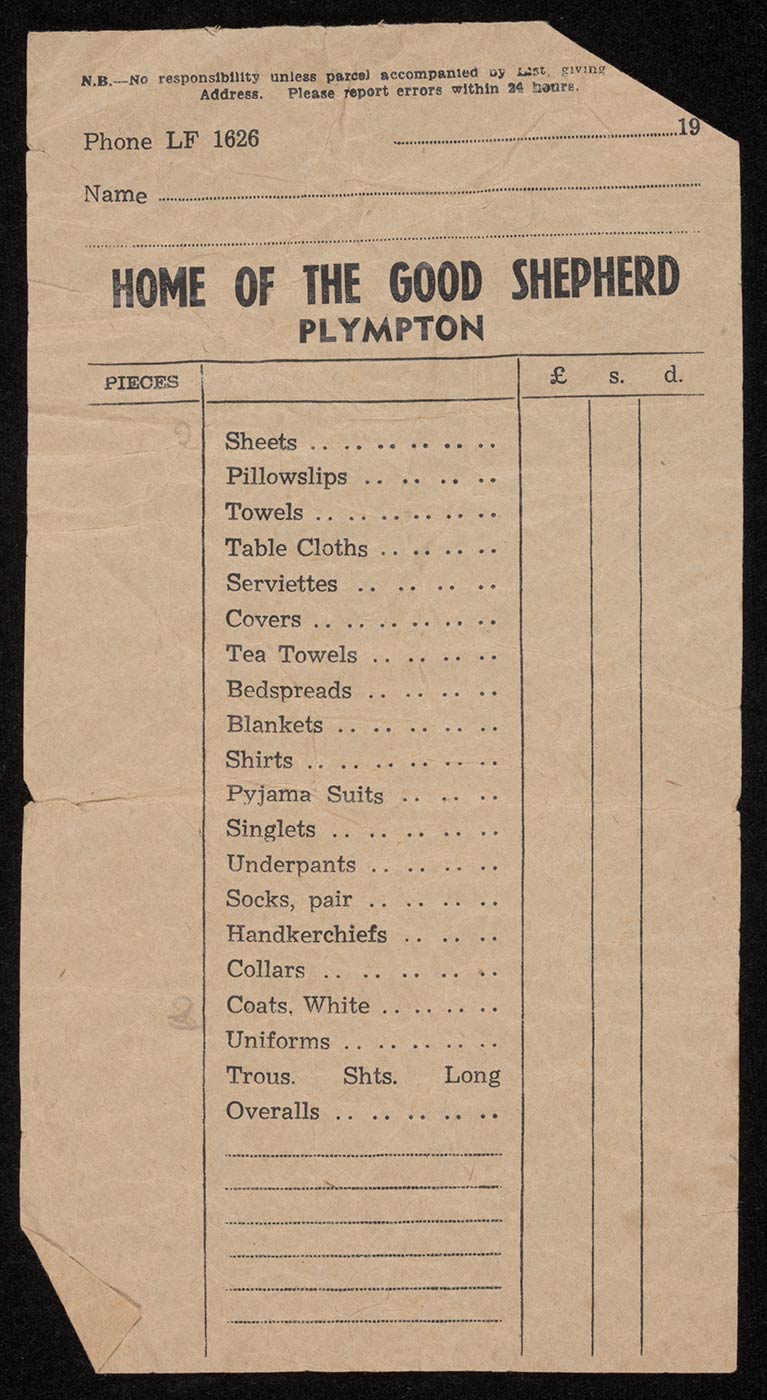 N.B.—No responsibility unless parcel accompanied by List, giving
Address. Please report errors within 24 hours.
Phone LF 1626 ....................19
Name ....................
HOME OF THE GOOD SHEPHERD
PLYMPTON
PIECES £ s. d.
Sheets .. .. .. .. .. ..
Pillowslips .. .. .. ..
Towels .. .. .. .. .. ..
Table Cloths .. .. .. ..
Serviettes .. .. .. ..
Covers .. .. .. .. .. ..
Tea Towels .. .. .. ..
Bedspreads .. .. .. ..
Blankets .. .. .. .. ..
Shirts .. .. .. .. .. ..
Pyjama Suits .. .. ..
Singlets .. .. .. .. ..
Underpants .. .. .. ..
Socks, pair .. .. .. ..
Handkerchiefs .. .. ..
Collars .. .. .. .. ..
Coats, White .. .. .. ..
Uniforms .. .. .. .. ..
Trous. Shts. Long
Overalls .. .. .. .. ..